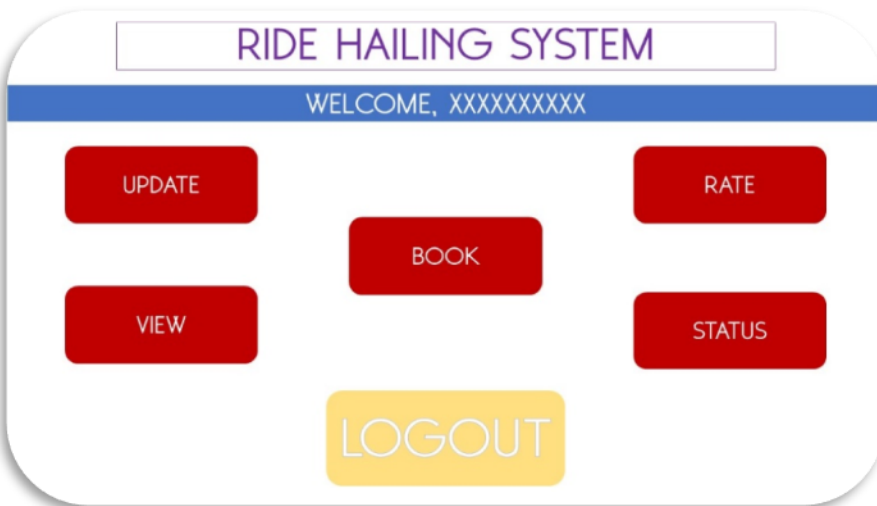 RIDE HAILING SYSTEM
WELCOME, XXXXXXXXXX
UPDATE
RATE
BOOK
VIEW
STATUS
LOGOUT